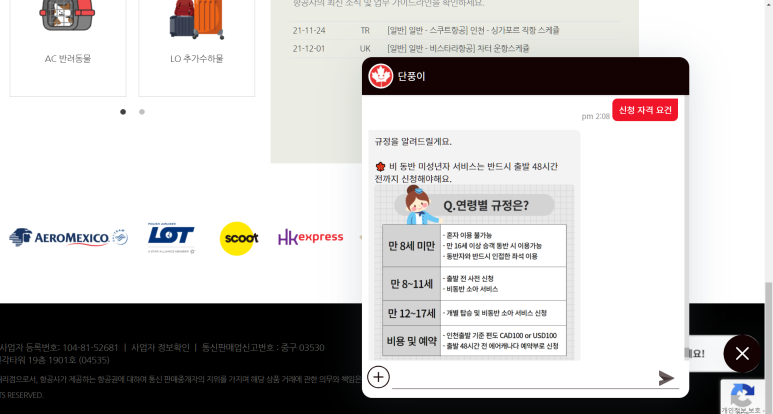 항공사의 최신 소식 및 업무 가이드라인을 확인하세요.
21-11-24 TR [일반] 일반 - 스쿠트항공] 인천 - 싱가포르 직항 스케쥴
21-12-01 UK [일반] 일반 - 비스타라항공] 차터 운항스케쥴
AC 반려동물
LO 추가수하물
단풍이
신청 자격 요건
pm 2:08
규정을 알려드릴게요.
비 동반 미성년자 서비스는 반드시 출발 48시간
전까지 신청해야해요.
Q.연령별 규정은?
만 8세 미만
· 혼자 이용 불가능
· 만 16세 이상 승객 동반 시 이용가능
· 동반자와 반드시 인접한 좌석 이용
만 8~11세
· 출발 전 사전 신청
· 비동반 소아 서비스
만 12~17세
· 개별 탑승 및 비동반 소아 서비스 신청
비용 및 예약
· 인천출발 기준 편도 CAD100 or USD100
· 출발 48시간 전 에어캐나다 예약부로 신청
AEROMEXICO
LOT
scoot
HK express
사업자 등록번호: 104-81-52681 | 사업자 정보확인 | 통신판매업신고번호 : 중구 03530
각타워 19층 1901호 (04535)
리점으로서, 항공사가 제공하는 항공권에 대하여 통신 판매중개자의 지위를 가지며 해당 상품 거래에 관한 의무와 책임은
TS RESERVED.
요!
개인정보 보호